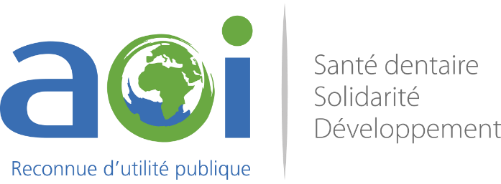 aoi
Reconnue d'utilité publique
Santé dentaire
Solidarité
Développement